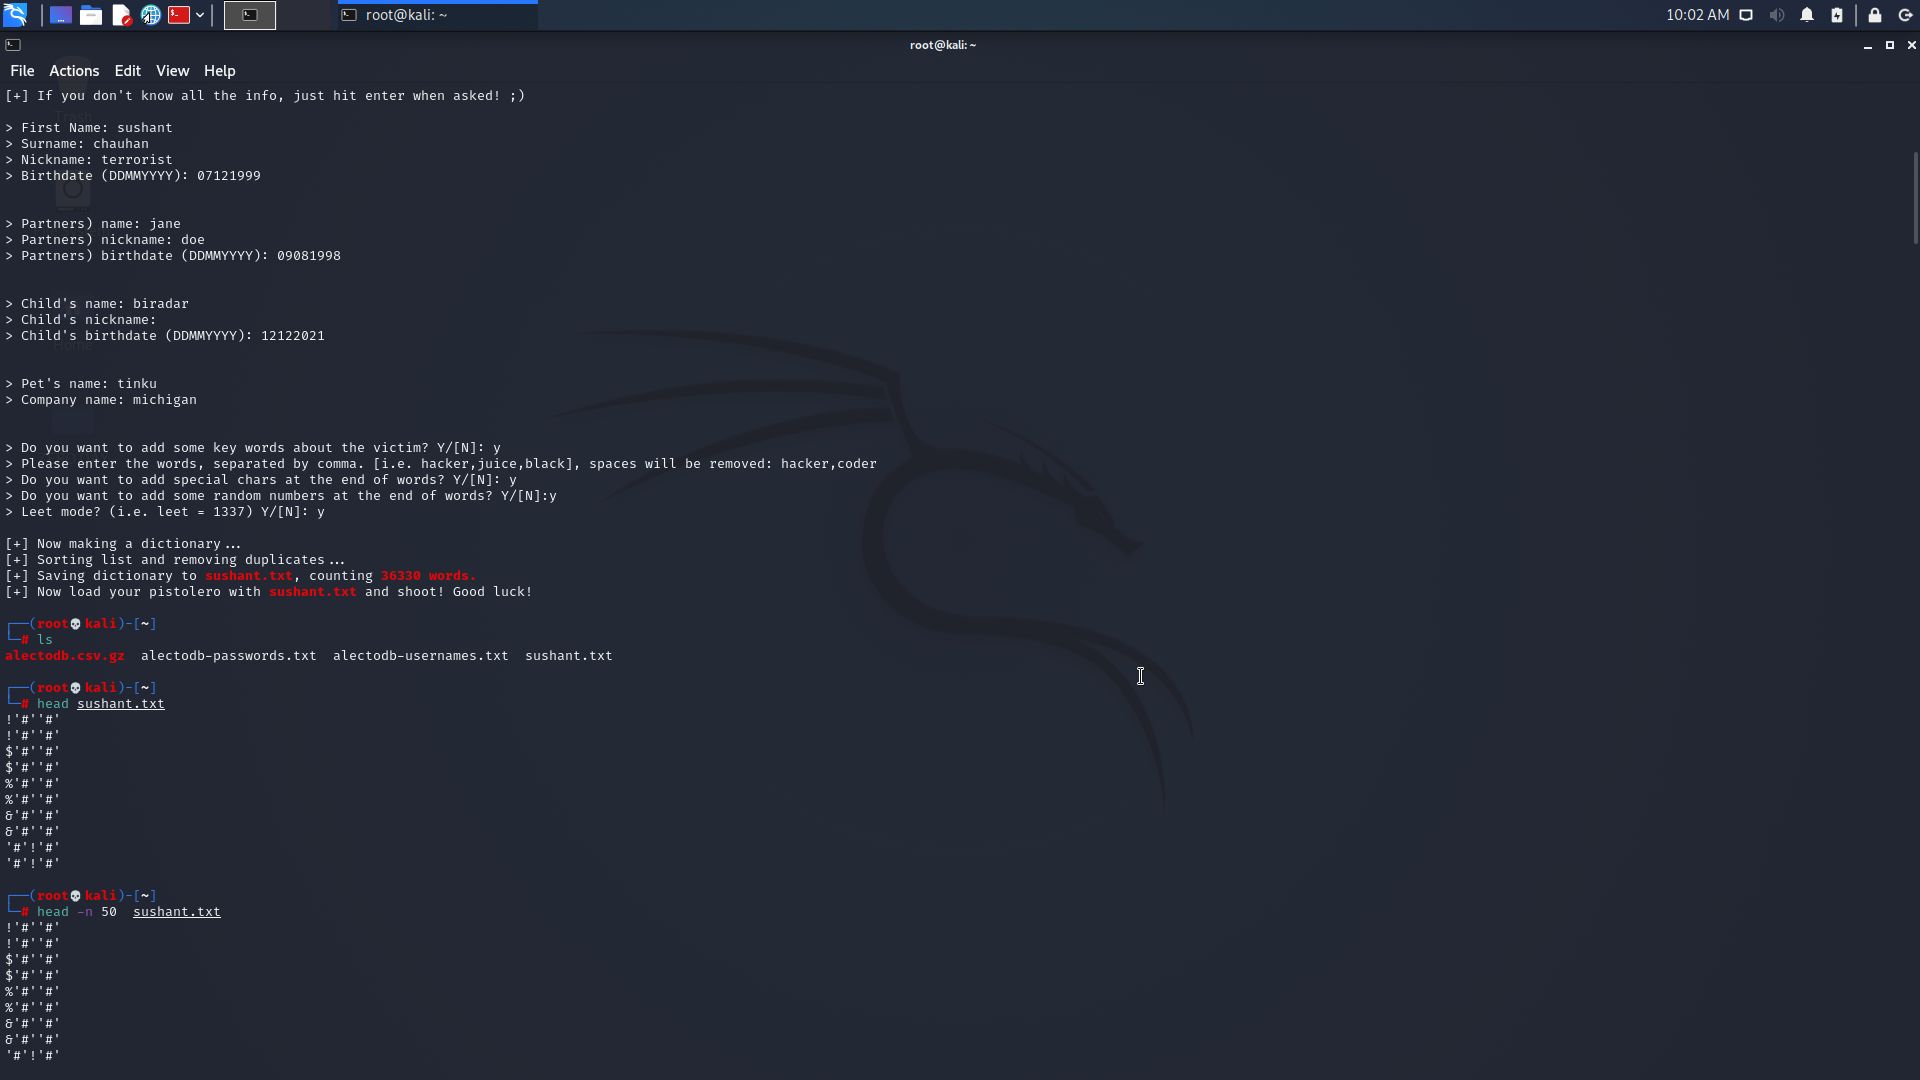 root@kali: ~
10:02 AM
root@kali: ~
File Actions Edit View Help
[+] If you don't know all the info, just hit enter when asked! ;)
> First Name: sushant
> Surname: chauhan
> Nickname: terrorist
> Birthdate (DDMMYYYY): 07121999
> Partners) name: jane
> Partners) nickname: doe
> Partners) birthdate (DDMMYYYY): 09081998
> Child's name: biradar
> Child's nickname:
> Child's birthdate (DDMMYYYY): 12122021
> Pet's name: tinku
> Company name: michigan
> Do you want to add some key words about the victim? Y/[N]: y
> Please enter the words, separated by comma. [i.e. hacker,juice,black], spaces will be removed: hacker,coder
> Do you want to add special chars at the end of words? Y/[N]: y
> Do you want to add some random numbers at the end of words? Y/[N]:y
> Leet mode? (i.e. leet = 1337) Y/[N]: y
[+] Now making a dictionary...
[+] Sorting list and removing duplicates...
[+] Saving dictionary to sushant.txt, counting 36330 words.
[+] Now load your pistolero with sushant.txt and shoot! Good luck!
┌──(root💀kali)-[~]
└─# ls
alectodb.csv.gz alectodb-passwords.txt alectodb-usernames.txt sushant.txt
┌──(root💀kali)-[~]
└─# head sushant.txt
!'#''#'
!'#''#'
$'#''#'
$'#''#'
%'#''#'
%'#''#'
&'#''#'
&'#''#'
'#'!'#'
'#'!'#'
┌──(root💀kali)-[~]
└─# head -n 50 sushant.txt
!'#''#'
!'#''#'
$'#''#'
$'#''#'
%'#''#'
%'#''#'
&'#''#'
&'#''#'
'#'!'#'